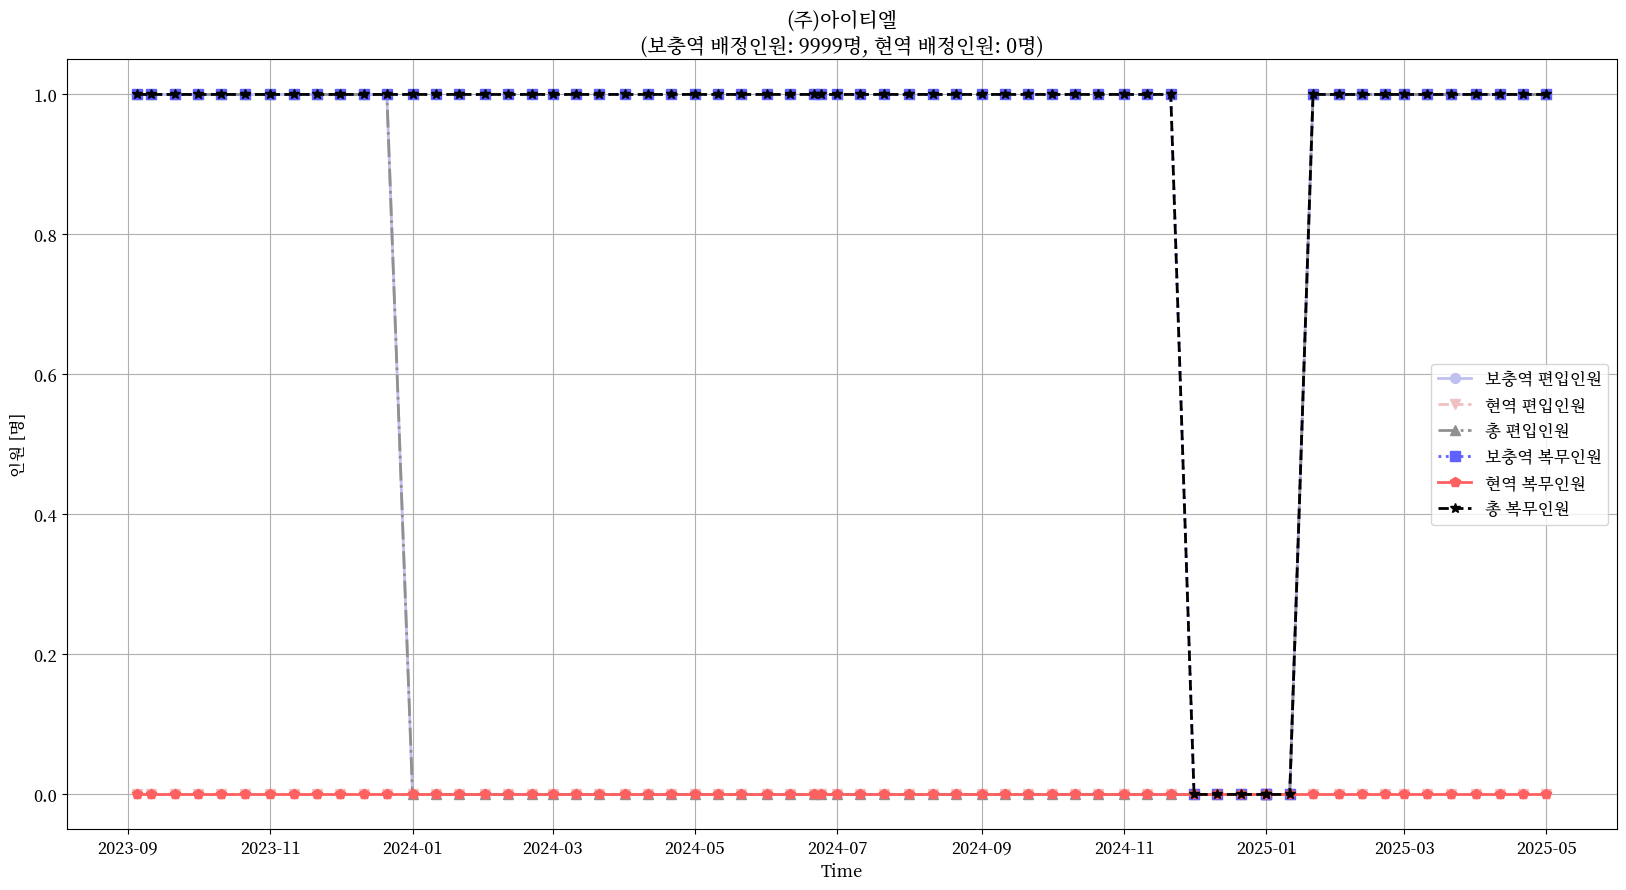 (주)아이티엘
(보충역 배정인원: 9999명, 현역 배정인원: 0명)
인원 [명]
1.0
0.8
0.6
0.4
0.2
0.0
보충역 편입인원
현역 편입인원
총 편입인원
보충역 복무인원
현역 복무인원
총 복무인원
2023-09
2023-11
2024-01
2024-03
2024-05
2024-07
2024-09
2024-11
2025-01
2025-03
2025-05
Time